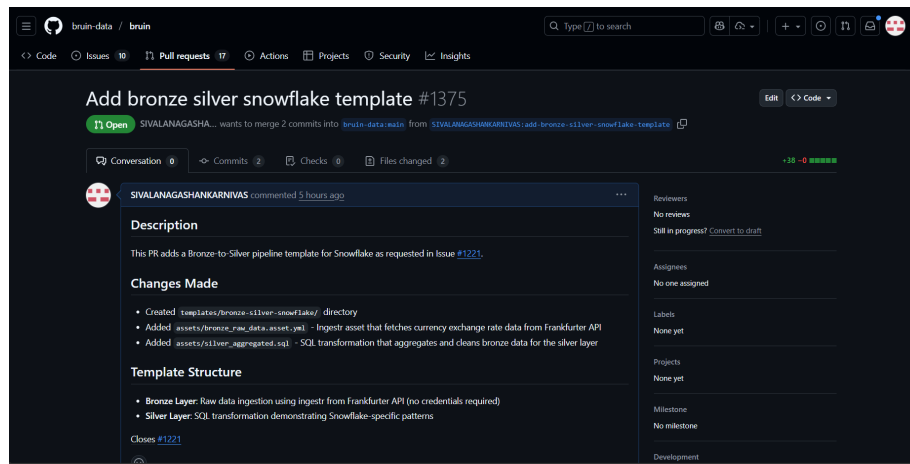 bruin-data / bruin
Type / to search
Code Issues 10 Pull requests 17 Actions Projects Security Insights
Add bronze silver snowflake template #1375
Edit Code
Open SIVALANAGASHA... wants to merge 2 commits into bruin-data:main from SIVALANAGASHANKARNIVAS:add-bronze-silver-snowflake-template
Conversation 0 Commits 2 Checks 0 Files changed 2 +38 −0
SIVALANAGASHANKARNIVAS commented 5 hours ago
Description
This PR adds a Bronze-to-Silver pipeline template for Snowflake as requested in Issue #1221.
Changes Made
• Created templates/bronze-silver-snowflake/ directory
• Added assets/bronze_raw_data.asset.yml - Ingestr asset that fetches currency exchange rate data from Frankfurter API
• Added assets/silver_aggregated.sql - SQL transformation that aggregates and cleans bronze data for the silver layer
Template Structure
• Bronze Layer: Raw data ingestion using ingestr from Frankfurter API (no credentials required)
• Silver Layer: SQL transformation demonstrating Snowflake-specific patterns
Closes #1221
Reviewers
No reviews
Still in progress? Convert to draft
Assignees
No one assigned
Labels
None yet
Projects
None yet
Milestone
No milestone
Development